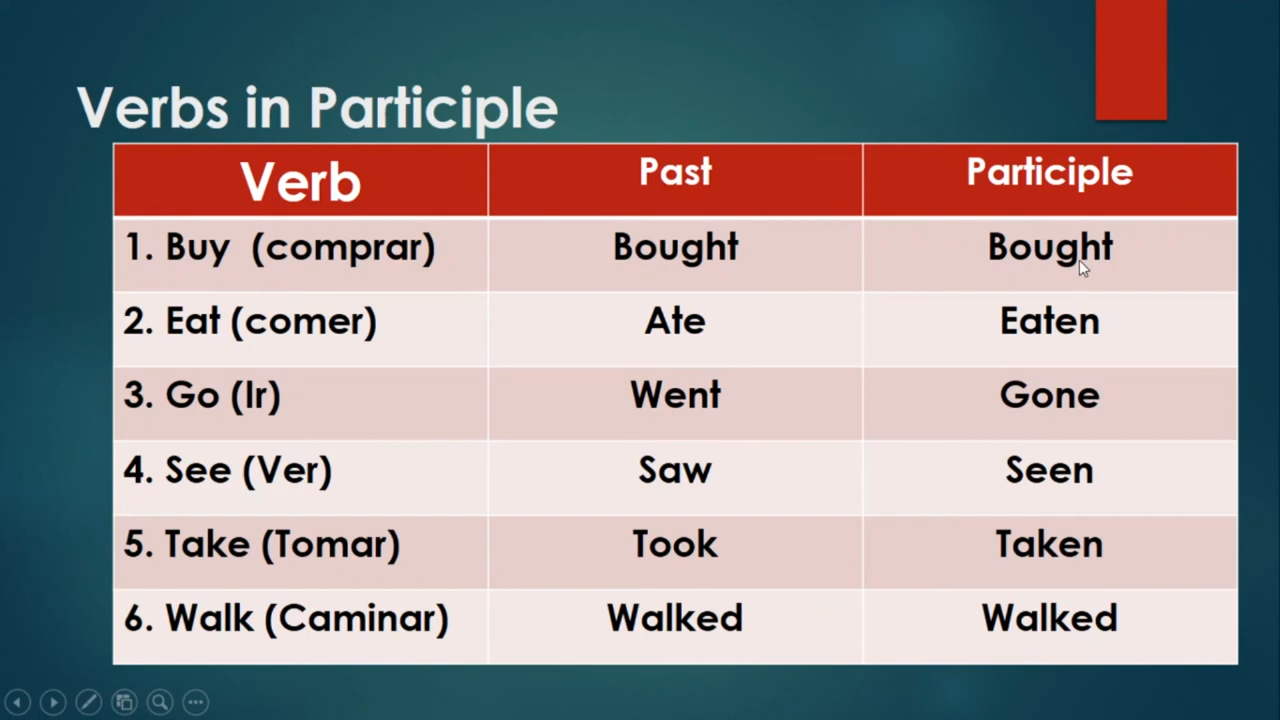 Verbs in Participle
Verb Past Participle
1. Buy (comprar) Bought Bought
2. Eat (comer) Ate Eaten
3. Go (Ir) Went Gone
4. See (Ver) Saw Seen
5. Take (Tomar) Took Taken
6. Walk (Caminar) Walked Walked